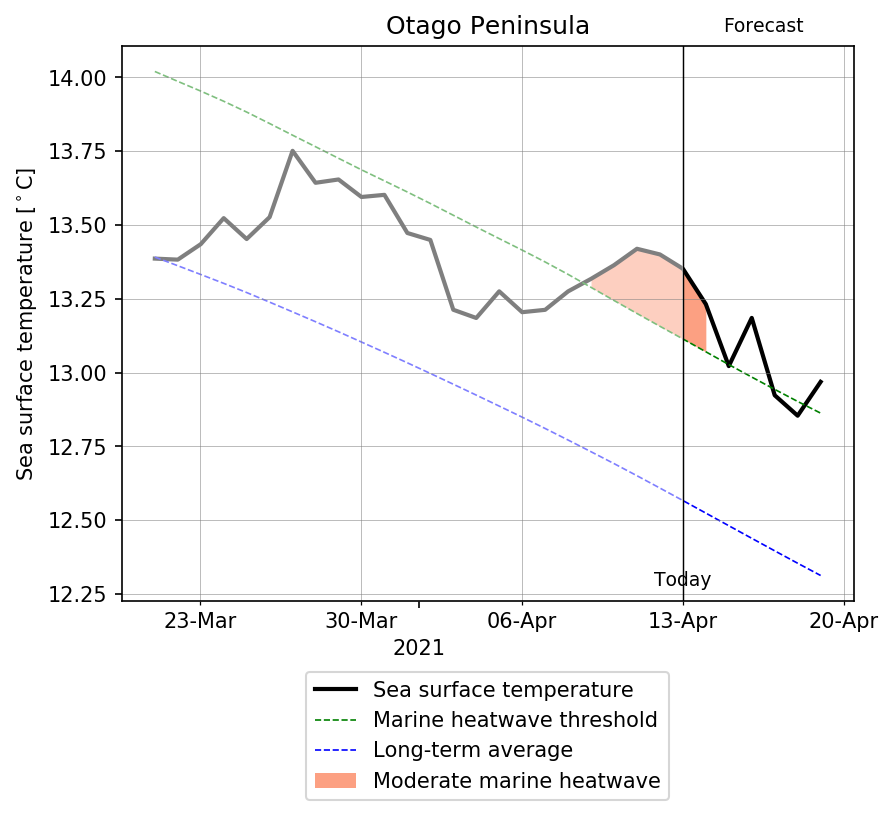 Otago Peninsula
Forecast
Sea surface temperature [°C]
14.00
13.75
13.50
13.25
13.00
12.75
12.50
12.25
Today
23-Mar 30-Mar 06-Apr 13-Apr 20-Apr
2021
Sea surface temperature
Marine heatwave threshold
Long-term average
Moderate marine heatwave